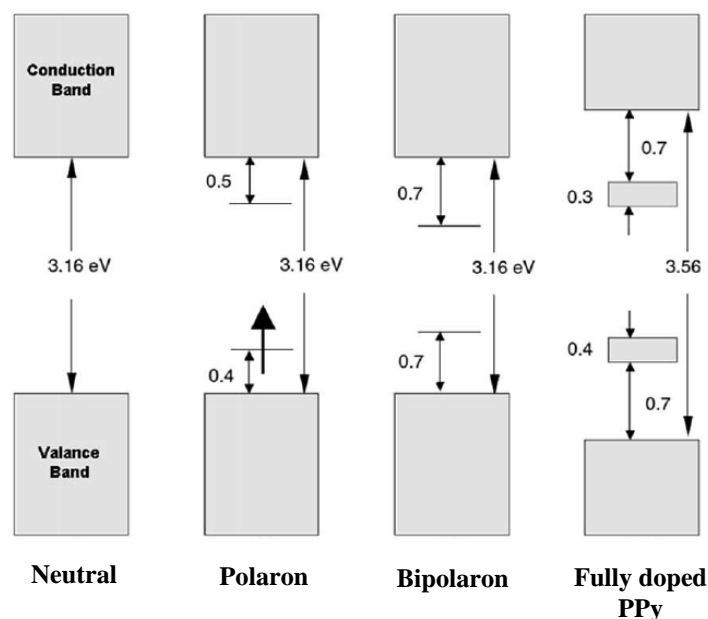 Conduction
Band
3.16 eV
Valance
Band
Neutral
0.5
3.16 eV
0.4
Polaron
0.7
3.16 eV
0.7
Bipolaron
0.7
0.3
3.56
0.4
0.7
Fully doped
PPy